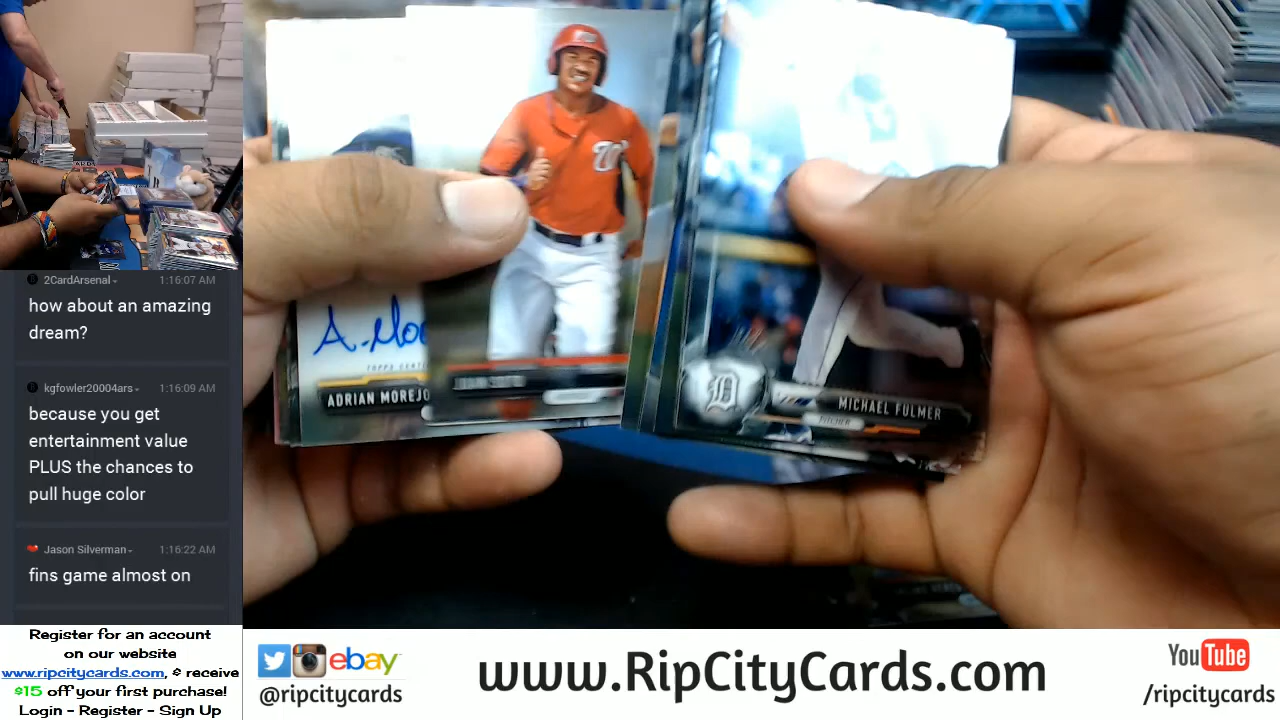 2CardArsenal 1:16:07 AM
how about an amazing
dream?
kgfowler20004ars 1:16:09 AM
because you get
entertainment value
PLUS the chances to
pull huge color
Jason Silverman 1:16:22 AM
fins game almost on
Register for an account
on our website
www.ripcitycards.com, & receive
$15 off your first purchase!
Login - Register - Sign Up
A. Mo
ADRIAN MOREJO
W
D
MICHAEL FULMER
PITCHER
ebay
@ripcitycards
www.RipCityCards.com
YouTube
/ripcitycards